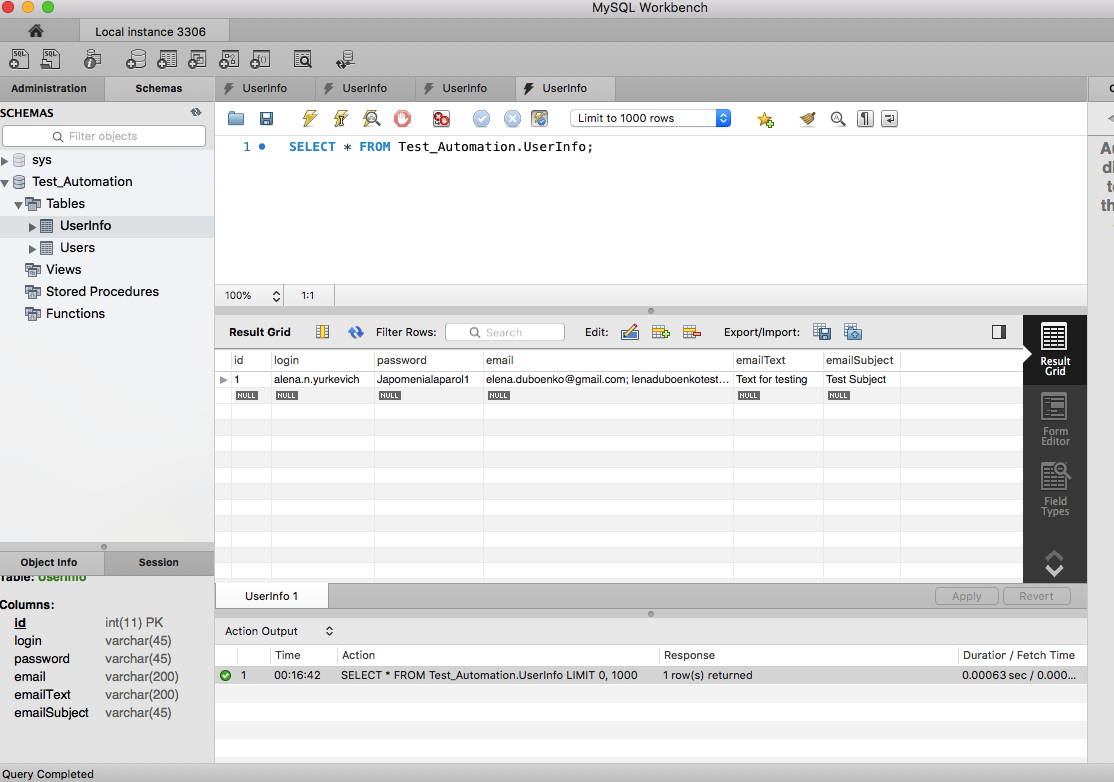 MySQL Workbench
Local instance 3306
Administration
Schemas
UserInfo
UserInfo
UserInfo
UserInfo
SCHEMAS
Filter objects
sys
Test_Automation
Tables
UserInfo
Users
Views
Stored Procedures
Functions
Limit to 1000 rows
1 SELECT * FROM Test_Automation.UserInfo;
100% 1:1
Result Grid Filter Rows: Search Edit: Export/Import:
id login password email emailText emailSubject
1 alena.n.yurkevich Japomenialaparol1 elena.duboenko@gmail.com; lenaduboenkotest... Text for testing Test Subject
NULL NULL NULL NULL NULL NULL
Result
Grid
Form
Editor
Field
Types
Object Info
Session
Table: UserInfo
Columns:
id int(11) PK
login varchar(45)
password varchar(45)
email varchar(200)
emailText varchar(200)
emailSubject varchar(45)
UserInfo 1
Apply
Revert
Action Output
Time Action Response Duration / Fetch Time
1 00:16:42 SELECT * FROM Test_Automation.UserInfo LIMIT 0, 1000 1 row(s) returned 0.00063 sec / 0.000...
Query Completed